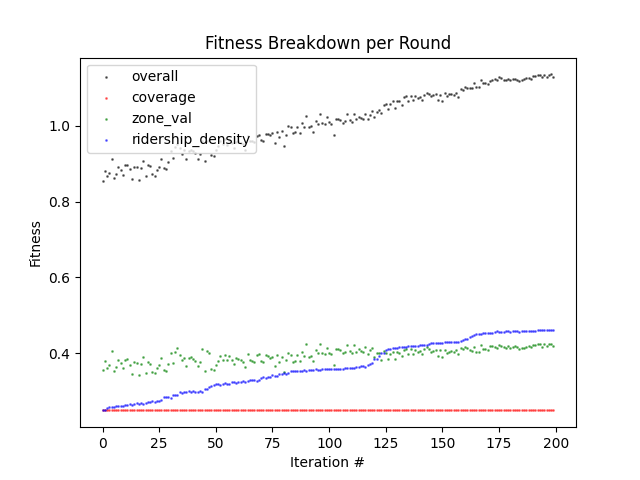 Fitness Breakdown per Round
overall
coverage
zone_val
ridership_density
1.0
0.8
0.6
0.4
Fitness
0 25 50 75 100 125 150 175 200
Iteration #